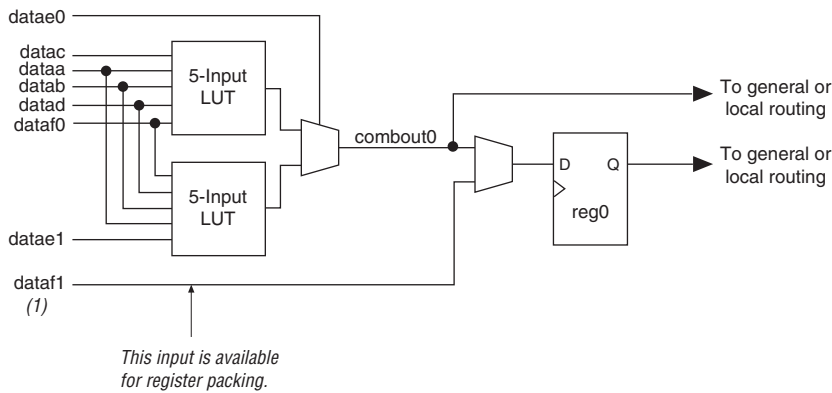 datae0
datac
dataa
datab
datad
dataf0
5-Input
LUT
combout0
To general or
local routing
D
Q
reg0
To general or
local routing
5-Input
LUT
datae1
dataf1
(1)
This input is available
for register packing.